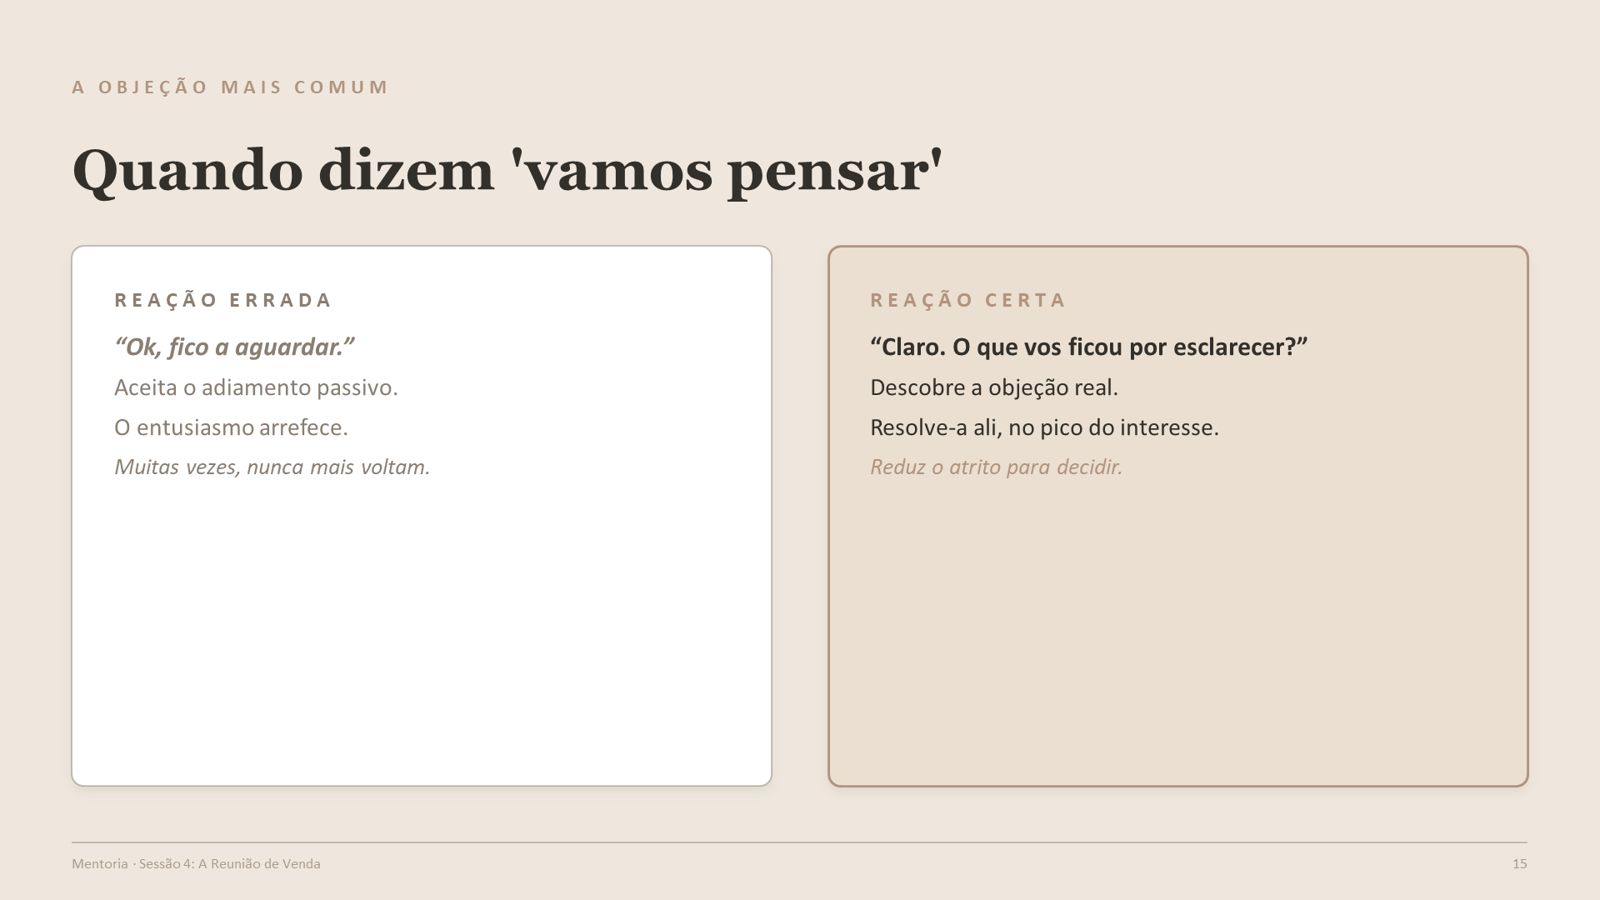 A OBJEÇÃO MAIS COMUM
Quando dizem 'vamos pensar'
REAÇÃO ERRADA
“Ok, fico a aguardar.”
Aceita o adiamento passivo.
O entusiasmo arrefece.
Muitas vezes, nunca mais voltam.
REAÇÃO CERTA
“Claro. O que vos ficou por esclarecer?”
Descobre a objeção real.
Resolve-a ali, no pico do interesse.
Reduz o atrito para decidir.
Mentoria · Sessão 4: A Reunião de Venda
15